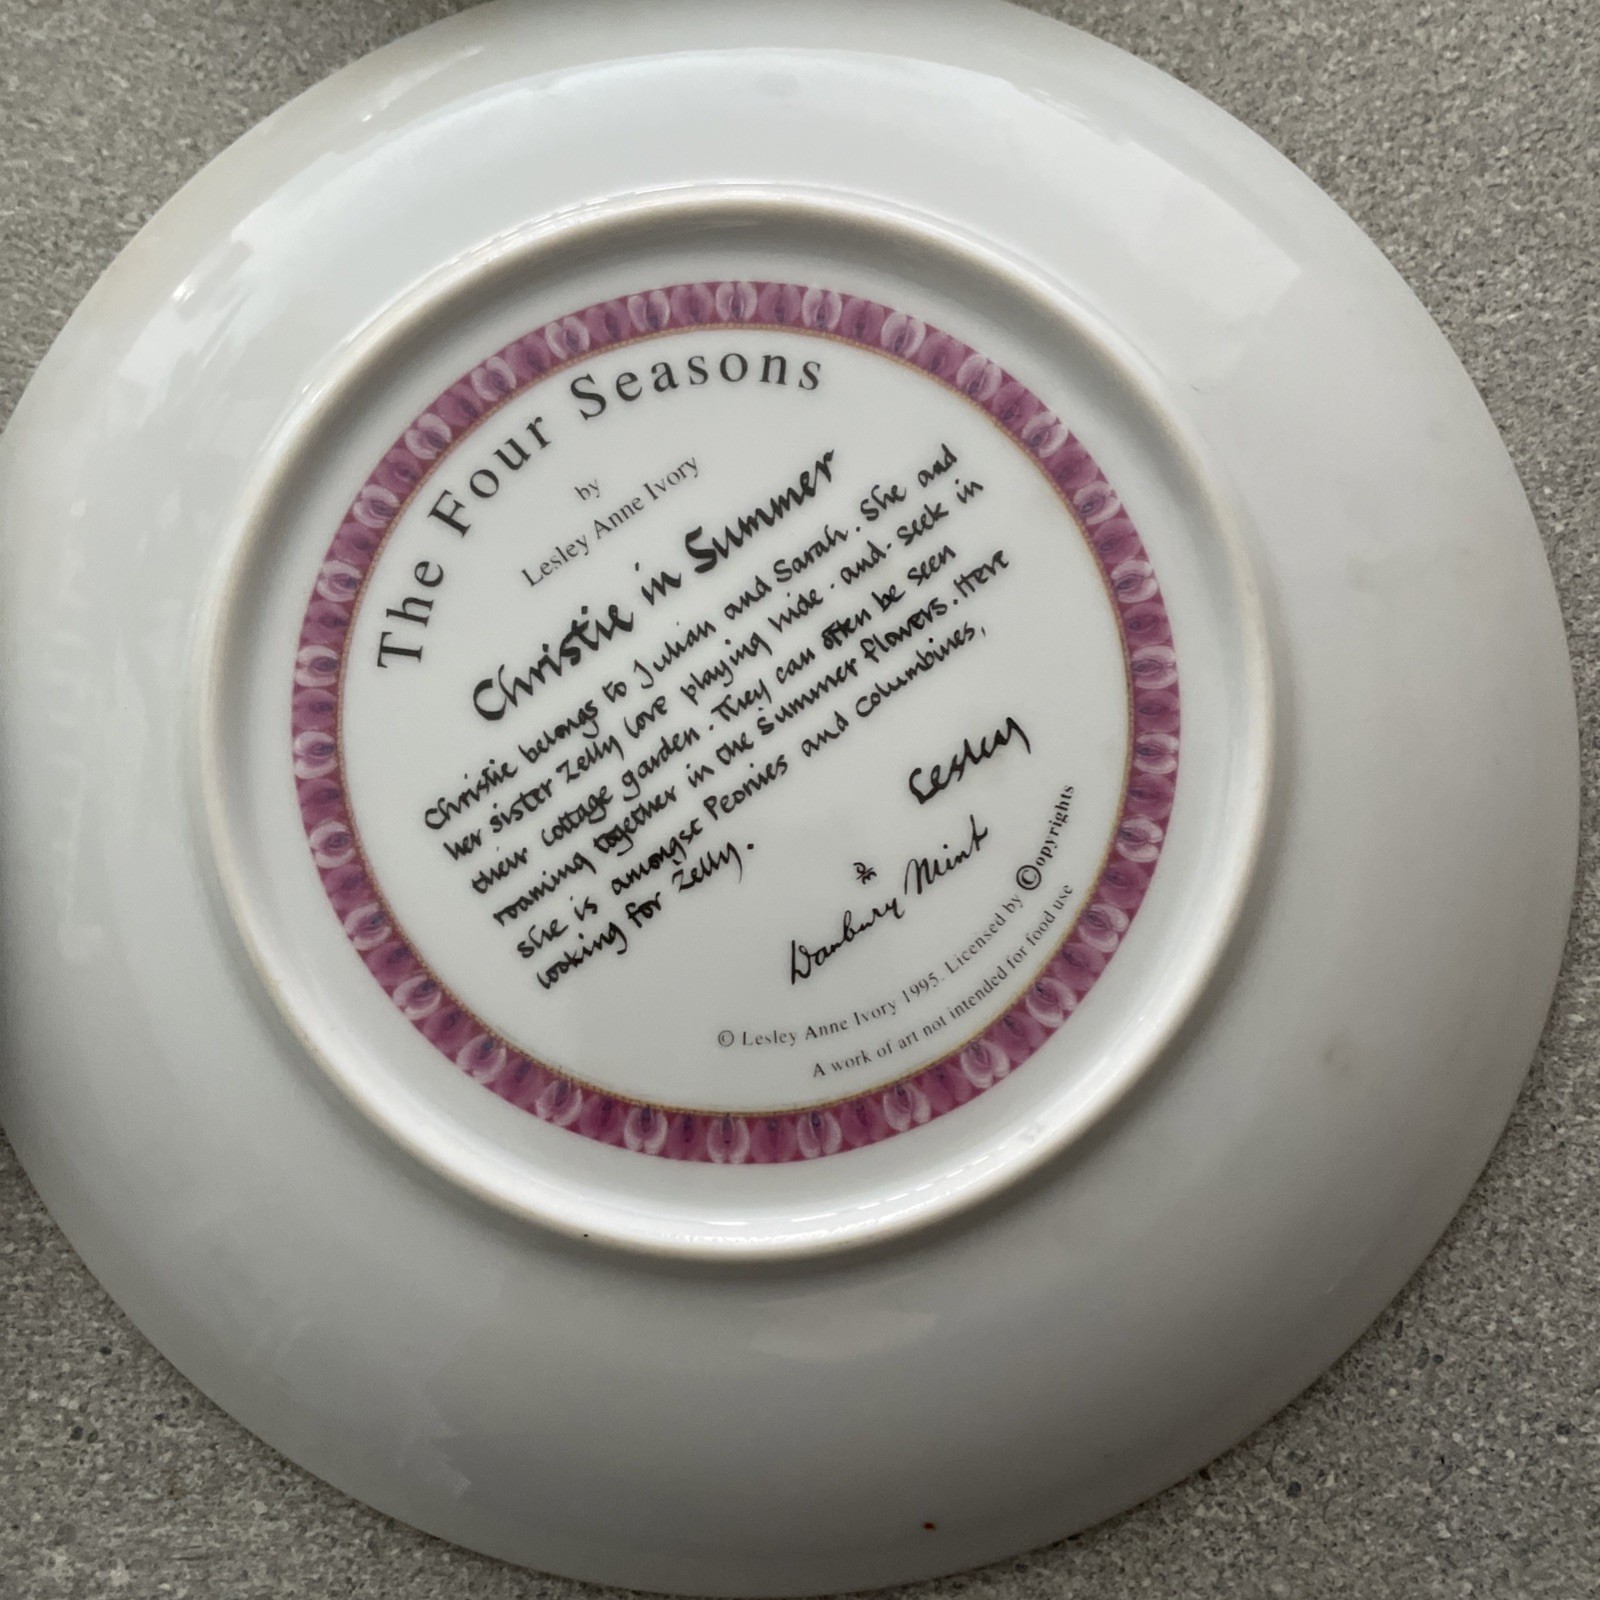 The Four Seasons
by
Lesley Anne Ivory
Christie in Summer
Christie belongs to Julian and Sarah. She and
her sister Zelly love playing hide-and-seek in
their cottage garden. They can often be seen
roaming together in the Summer flowers. Here
she is amongst Peonies and Columbines,
looking for Zelly.
Lesley
DM
Danbury Mint
© Lesley Anne Ivory 1995. Licensed by ©opyrights
A work of art not intended for food use